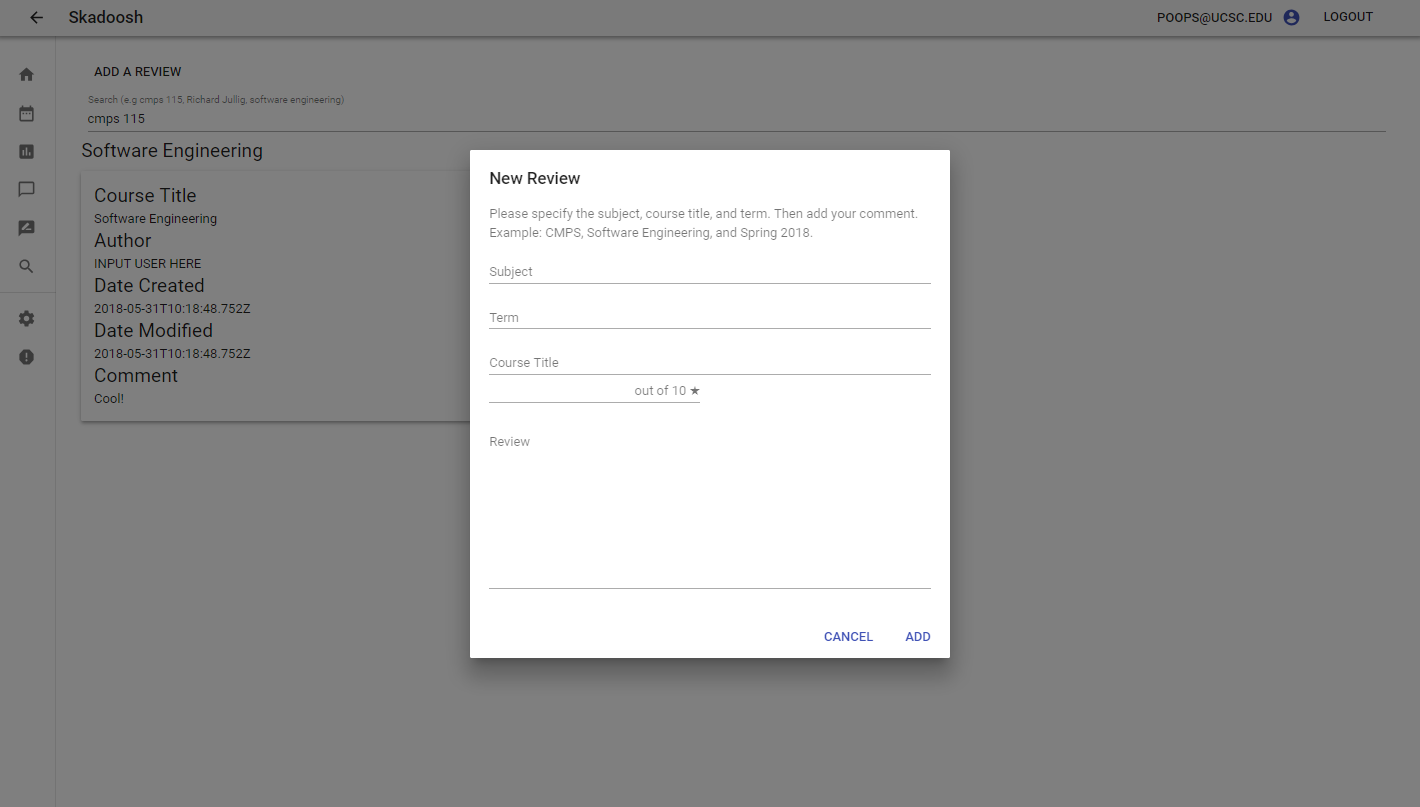 Skadoosh
POOPS@UCSC.EDU
LOGOUT
ADD A REVIEW
Search (e.g cmps 115, Richard Jullig, software engineering)
cmps 115
Software Engineering
Course Title
Software Engineering
Author
INPUT USER HERE
Date Created
2018-05-31T10:18:48.752Z
Date Modified
2018-05-31T10:18:48.752Z
Comment
Cool!
New Review
Please specify the subject, course title, and term. Then add your comment.
Example: CMPS, Software Engineering, and Spring 2018.
Subject
Term
Course Title
out of 10 ★
Review
CANCEL
ADD